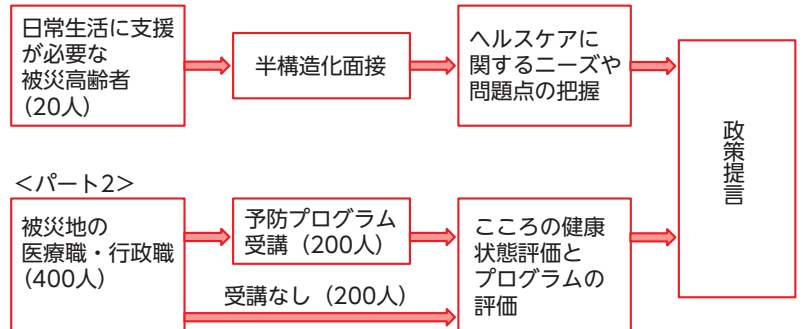 日常生活に支援
が必要な
被災高齢者
(20人)
半構造化面接
ヘルスケアに
関するニーズや
問題点の把握
政策提言
＜パート2＞
被災地の
医療職・行政職
(400人)
予防プログラム
受講（200人）
受講なし（200人）
こころの健康
状態評価と
プログラムの
評価